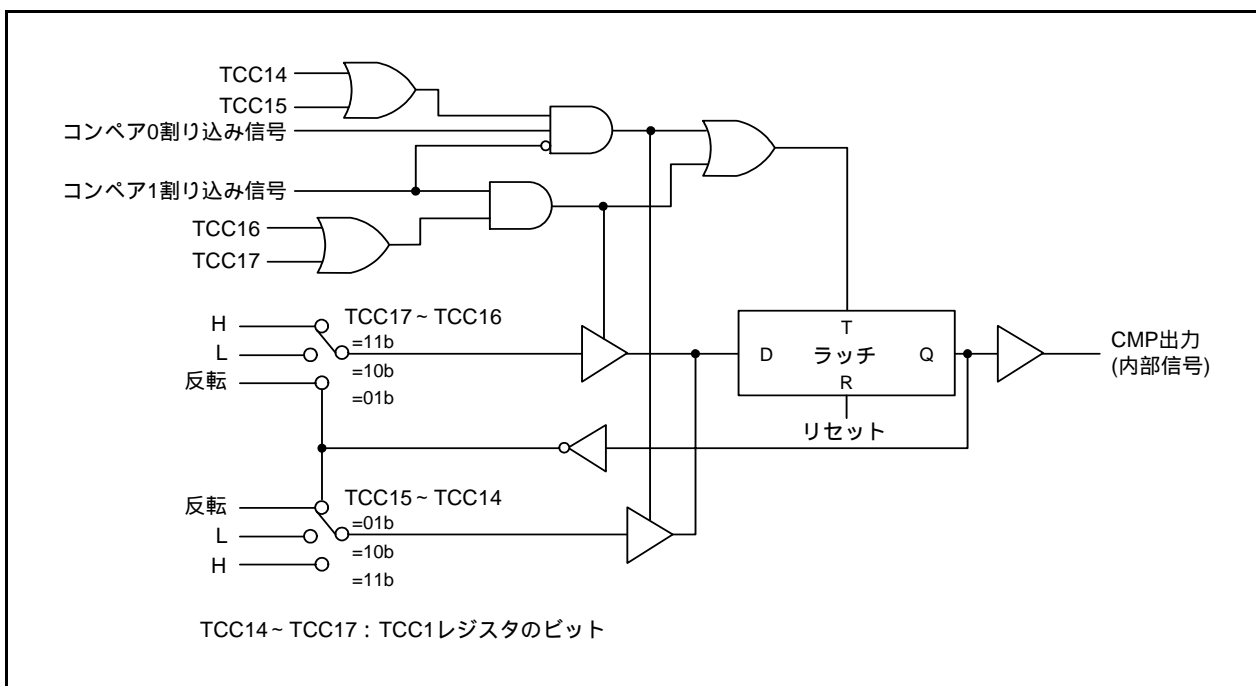 TCC14
TCC15
コンペア0割り込み信号
コンペア1割り込み信号
TCC16
TCC17
H
L
反転
TCC17~TCC16
=11b
=10b
=01b
D
T
ラッチ
Q
R
リセット
CMP出力
(内部信号)
反転
L
H
TCC15~TCC14
=01b
=10b
=11b
TCC14~TCC17:TCC1レジスタのビット